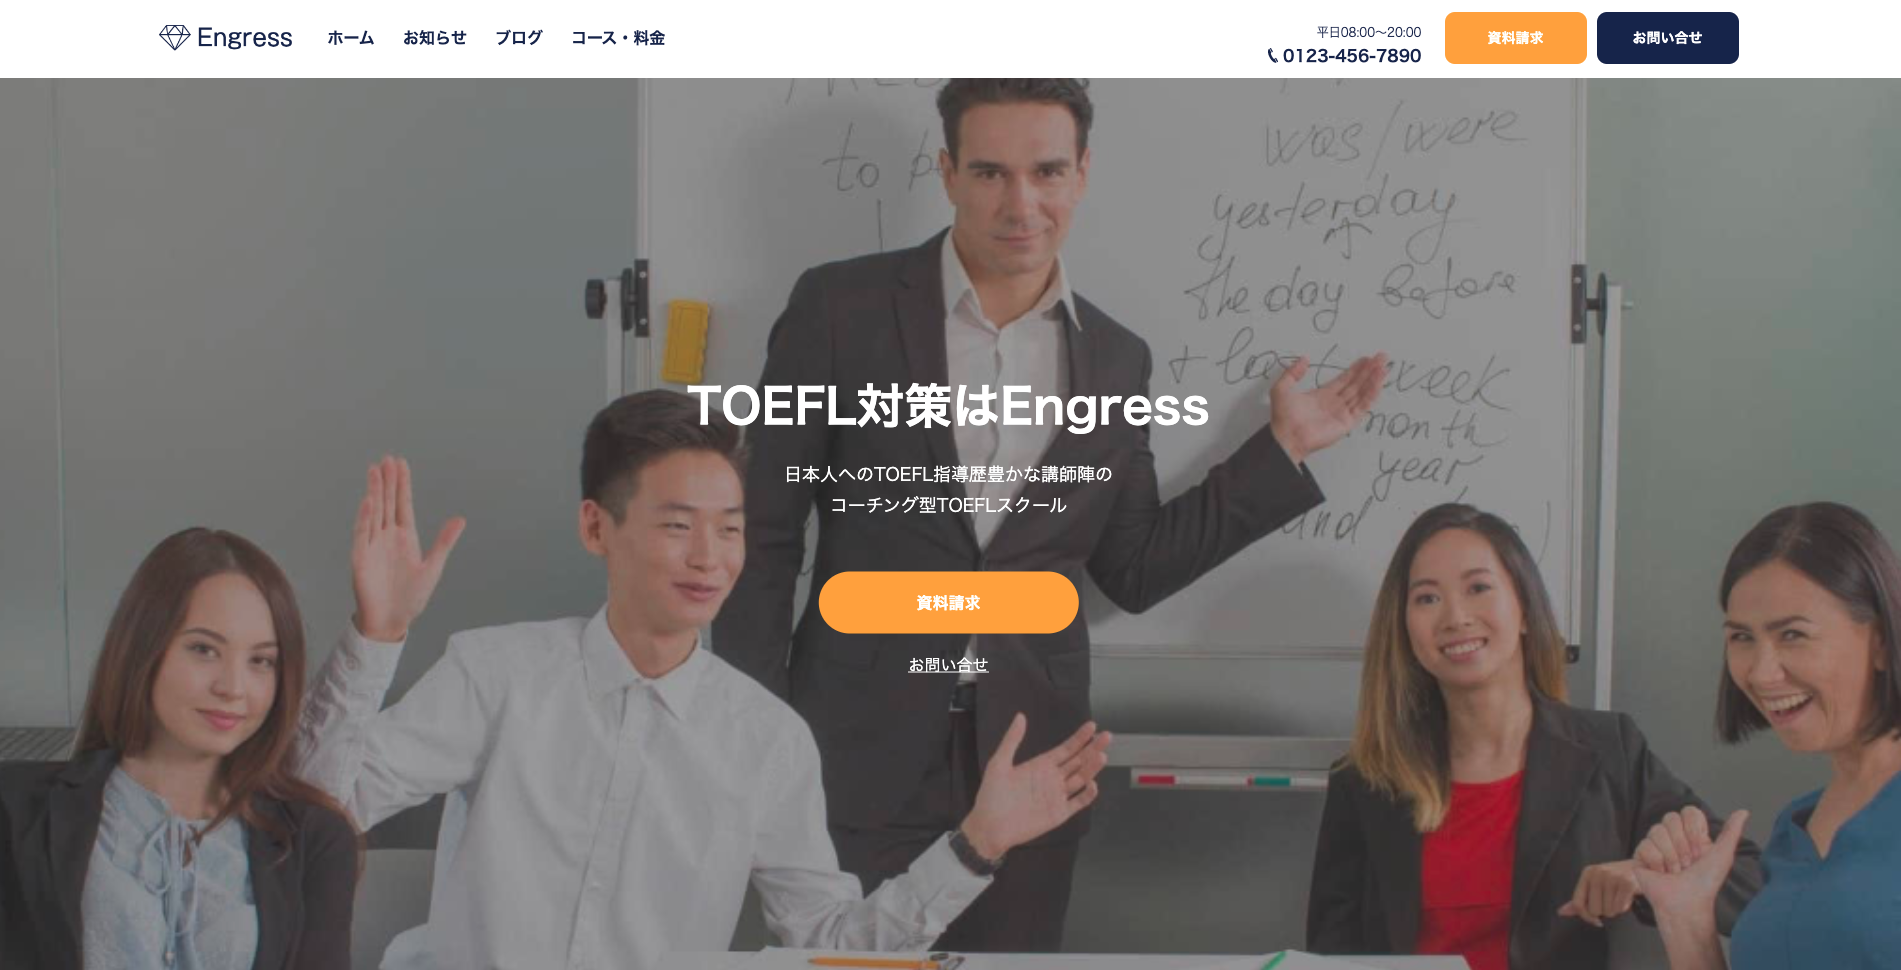 Engress
ホーム お知らせ ブログ コース・料金
平日08:00〜20:00
0123-456-7890
資料請求
お問い合せ
to b
was/were
yesterday
the day before
+ last week
month
year
and
TOEFL対策はEngress
日本人へのTOEFL指導歴豊かな講師陣の
コーチング型TOEFLスクール
資料請求
お問い合せ